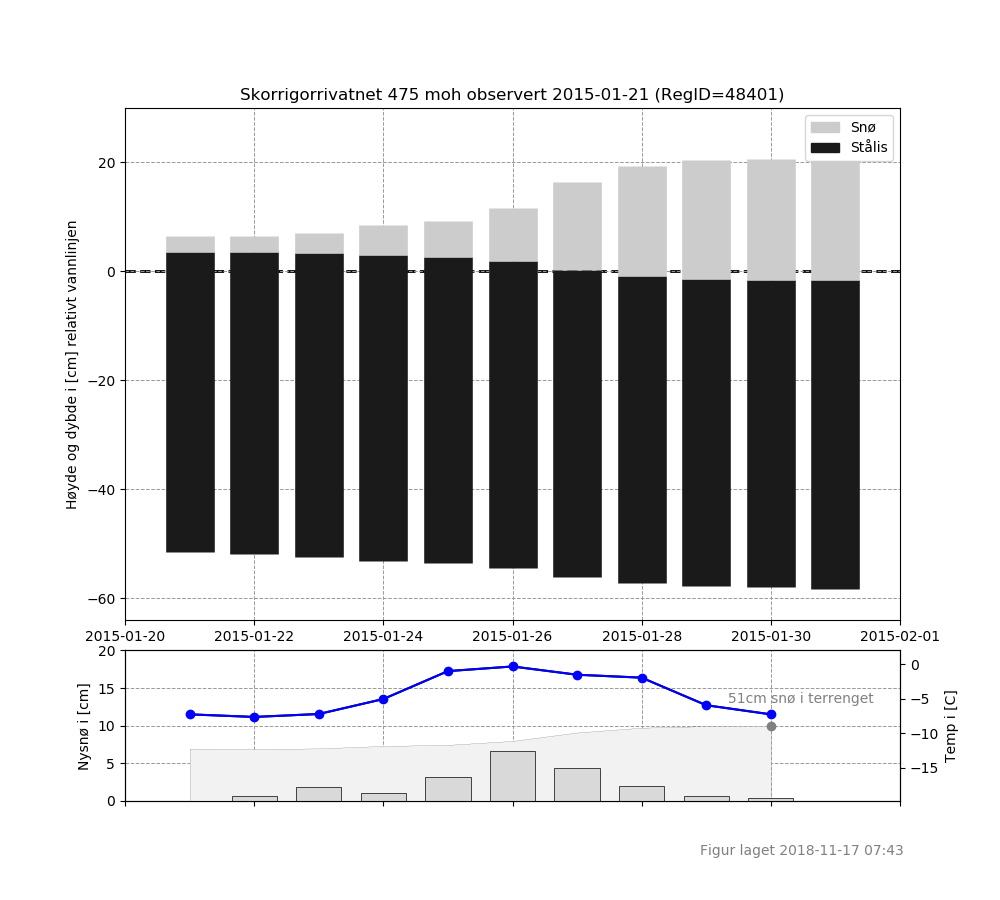 Skorrigorrivatnet 475 moh observert 2015-01-21 (RegID=48401)
Snø
Stålis
Høyde og dybde i [cm] relativt vannlinjen
20
0
−20
−40
−60
2015-01-20 2015-01-22 2015-01-24 2015-01-26 2015-01-28 2015-01-30 2015-02-01
Nysnø i [cm]
20
15
10
5
0
51cm snø i terrenget
0
−5
−10
−15
Temp i [C]
Figur laget 2018-11-17 07:43